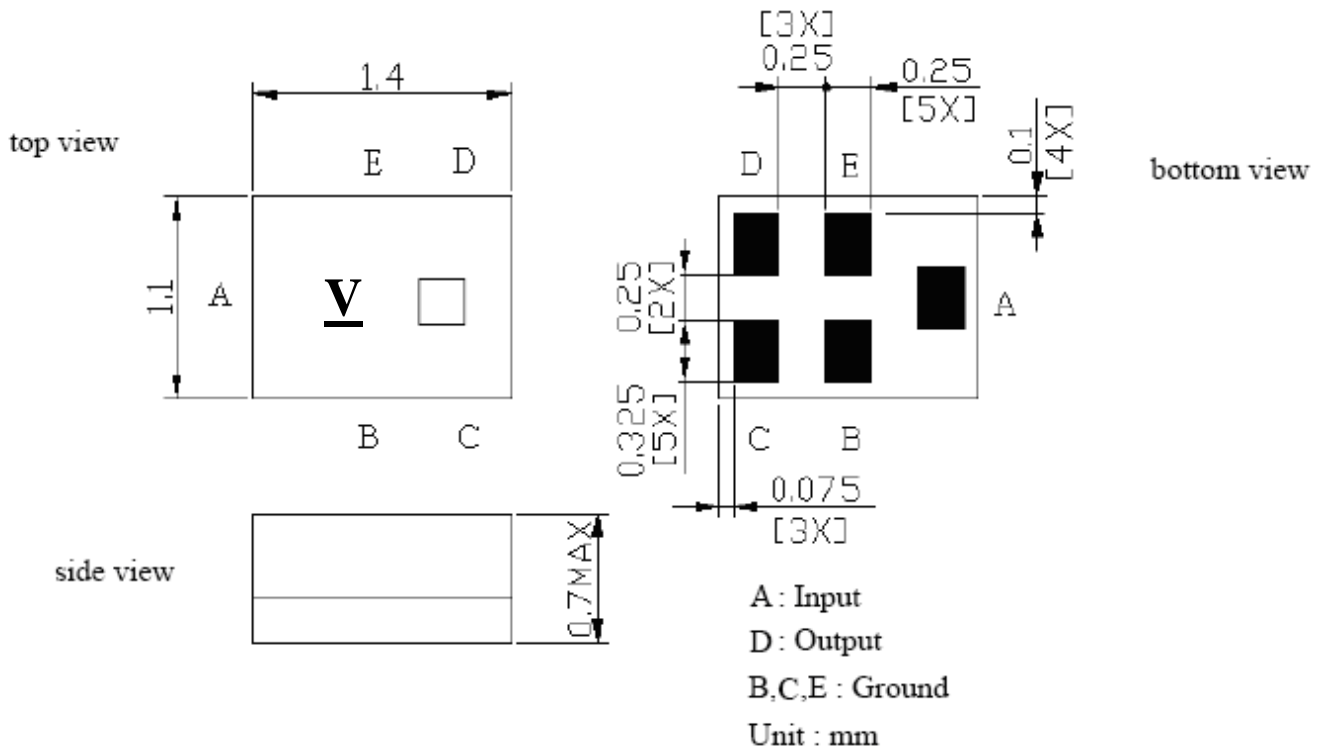 [3X]
0.25
0.25
[5X]
1.4
0.1
[4X]
top view
E
D
D
E
bottom view
1.1
A
V
0.25
[2X]
A
B
C
0.325
[5X]
C
B
0.075
[3X]
side view
0.7MAX
A : Input
D : Output
B,C,E : Ground
Unit : mm